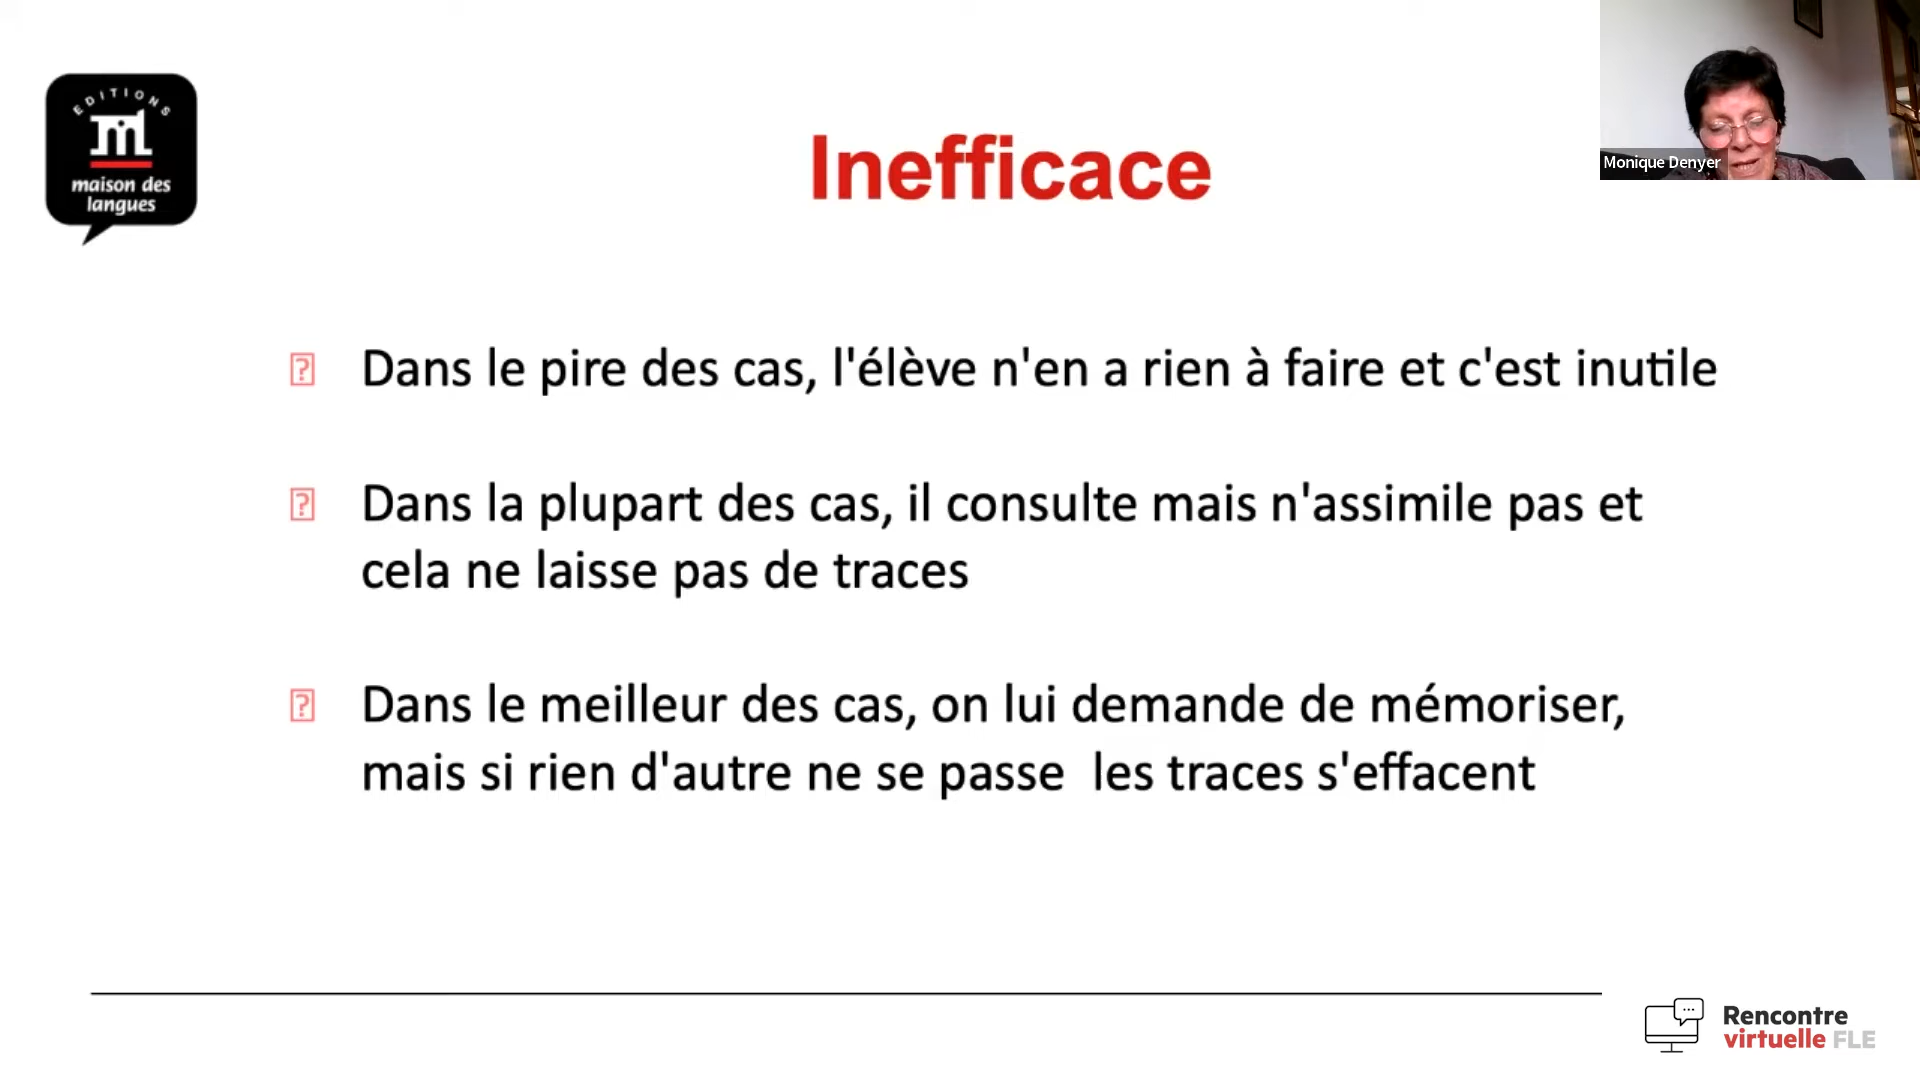 EDITIONS
maison des
langues
Inefficace
Monique Denyer
Dans le pire des cas, l'élève n'en a rien à faire et c'est inutile
Dans la plupart des cas, il consulte mais n'assimile pas et
cela ne laisse pas de traces
Dans le meilleur des cas, on lui demande de mémoriser,
mais si rien d'autre ne se passe  les traces s'effacent
Rencontre
virtuelle FLE